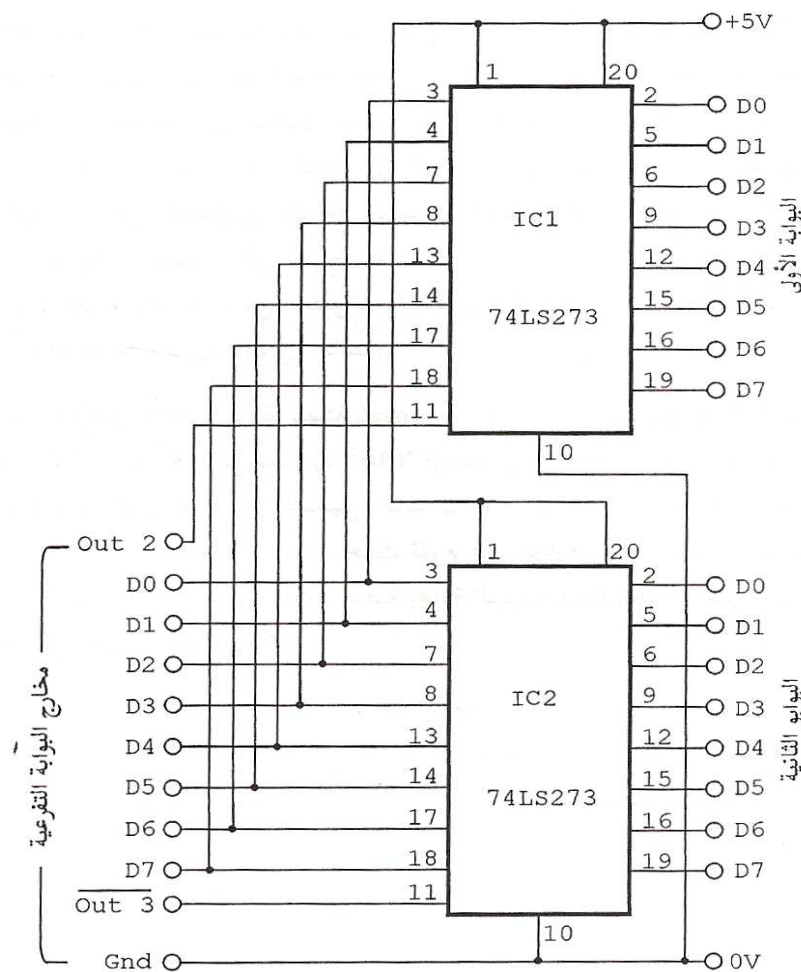 +5V
1 20
3 2 D0
4 5 D1
7 6 D2
8 9 D3
IC1
13 12 D4
14 15 D5
74LS273
17 16 D6
18 19 D7
11
10
البوابة الأولى
Out 2
1 20
D0 3 2 D0
D1 4 5 D1
D2 7 6 D2
D3 8 9 D3
IC2
D4 13 12 D4
D5 14 15 D5
74LS273
D6 17 16 D6
D7 18 19 D7
Out 3 11
10
Gnd 0V
البوابو الثانية
مخارج البوابة التفرعية